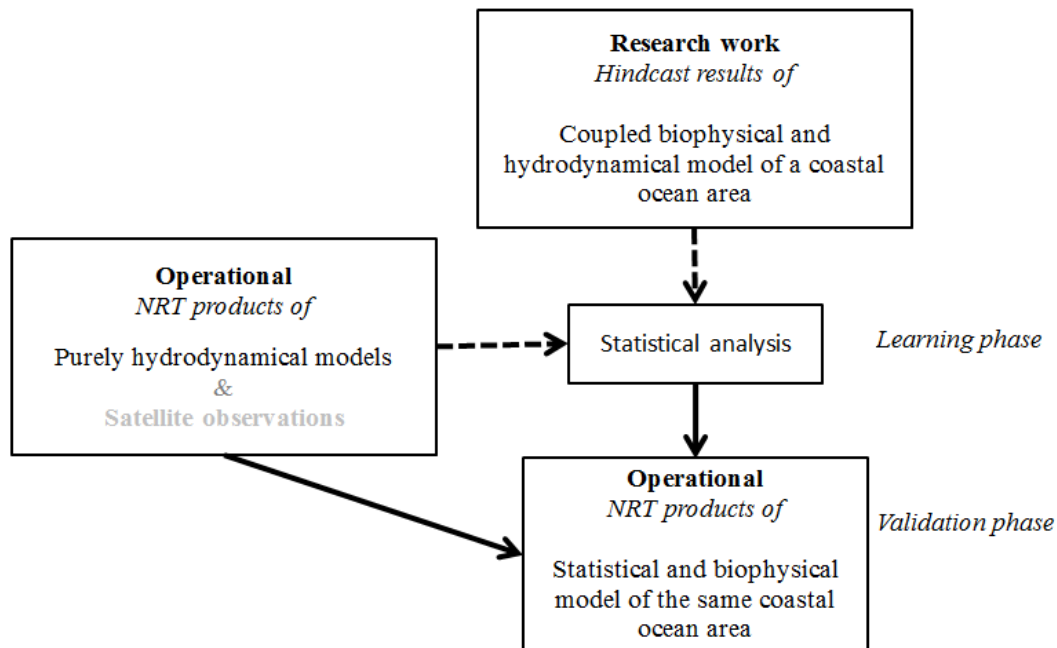 Research work
Hindcast results of
Coupled biophysical and
hydrodynamical model of a coastal
ocean area
Operational
NRT products of
Purely hydrodynamical models
&
Satellite observations
Statistical analysis
Learning phase
Operational
NRT products of
Statistical and biophysical
model of the same coastal
ocean area
Validation phase